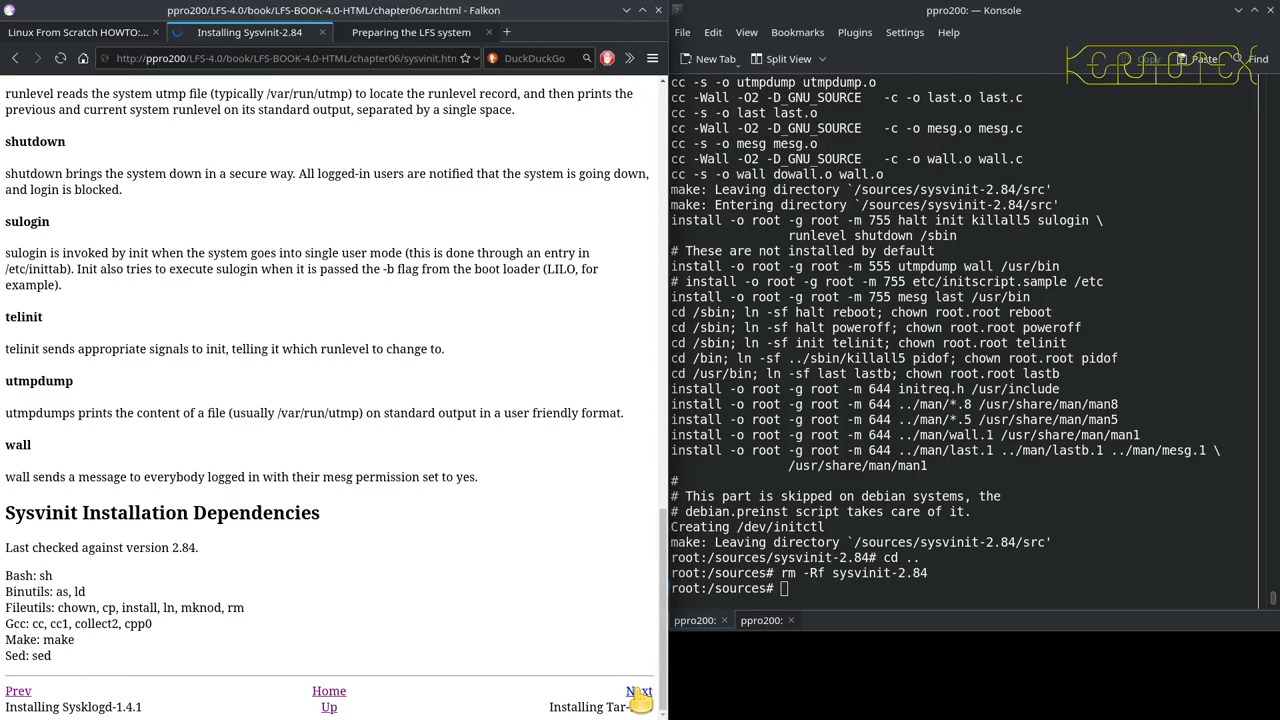 ppro200/LFS-4.0/book/LFS-BOOK-4.0-HTML/chapter06/tar.html - Falkon
Linux From Scratch HOWTO:...
Installing Sysvinit-2.84
Preparing the LFS system
http://ppro200/LFS-4.0/book/LFS-BOOK-4.0-HTML/chapter06/sysvinit.htm
DuckDuckGo
runlevel reads the system utmp file (typically /var/run/utmp) to locate the runlevel record, and then prints the
previous and current system runlevel on its standard output, separated by a single space.
shutdown
shutdown brings the system down in a secure way. All logged-in users are notified that the system is going down,
and login is blocked.
sulogin
sulogin is invoked by init when the system goes into single user mode (this is done through an entry in
/etc/inittab). Init also tries to execute sulogin when it is passed the -b flag from the boot loader (LILO, for
example).
telinit
telinit sends appropriate signals to init, telling it which runlevel to change to.
utmpdump
utmpdumps prints the content of a file (usually /var/run/utmp) on standard output in a user friendly format.
wall
wall sends a message to everybody logged in with their mesg permission set to yes.
Sysvinit Installation Dependencies
Last checked against version 2.84.
Bash: sh
Binutils: as, ld
Fileutils: chown, cp, install, ln, mknod, rm
Gcc: cc, cc1, collect2, cpp0
Make: make
Sed: sed
Prev Home Next
Installing Sysklogd-1.4.1 Up Installing Tar-
ppro200: — Konsole
File Edit View Bookmarks Plugins Settings Help
New Tab Split View Copy Paste Find
cc -s -o utmpdump utmpdump.o
cc -Wall -O2 -D_GNU_SOURCE   -c -o last.o last.c
cc -s -o last last.o
cc -Wall -O2 -D_GNU_SOURCE   -c -o mesg.o mesg.c
cc -s -o mesg mesg.o
cc -Wall -O2 -D_GNU_SOURCE   -c -o wall.o wall.c
cc -s -o wall dowall.o wall.o
make: Leaving directory `/sources/sysvinit-2.84/src'
make: Entering directory `/sources/sysvinit-2.84/src'
install -o root -g root -m 755 halt init killall5 sulogin \
runlevel shutdown /sbin
# These are not installed by default
install -o root -g root -m 555 utmpdump wall /usr/bin
# install -o root -g root -m 755 etc/initscript.sample /etc
install -o root -g root -m 755 mesg last /usr/bin
cd /sbin; ln -sf halt reboot; chown root.root reboot
cd /sbin; ln -sf halt poweroff; chown root.root poweroff
cd /sbin; ln -sf init telinit; chown root.root telinit
cd /bin; ln -sf ../sbin/killall5 pidof; chown root.root pidof
cd /usr/bin; ln -sf last lastb; chown root.root lastb
install -o root -g root -m 644 initreq.h /usr/include
install -o root -g root -m 644 ../man/*.8 /usr/share/man/man8
install -o root -g root -m 644 ../man/*.5 /usr/share/man/man5
install -o root -g root -m 644 ../man/wall.1 /usr/share/man/man1
install -o root -g root -m 644 ../man/last.1 ../man/lastb.1 ../man/mesg.1 \
/usr/share/man/man1
#
# This part is skipped on debian systems, the
# debian.preinst script takes care of it.
Creating /dev/initctl
make: Leaving directory `/sources/sysvinit-2.84/src'
root:/sources/sysvinit-2.84# cd ..
root:/sources# rm -Rf sysvinit-2.84
root:/sources#
ppro200: ppro200: